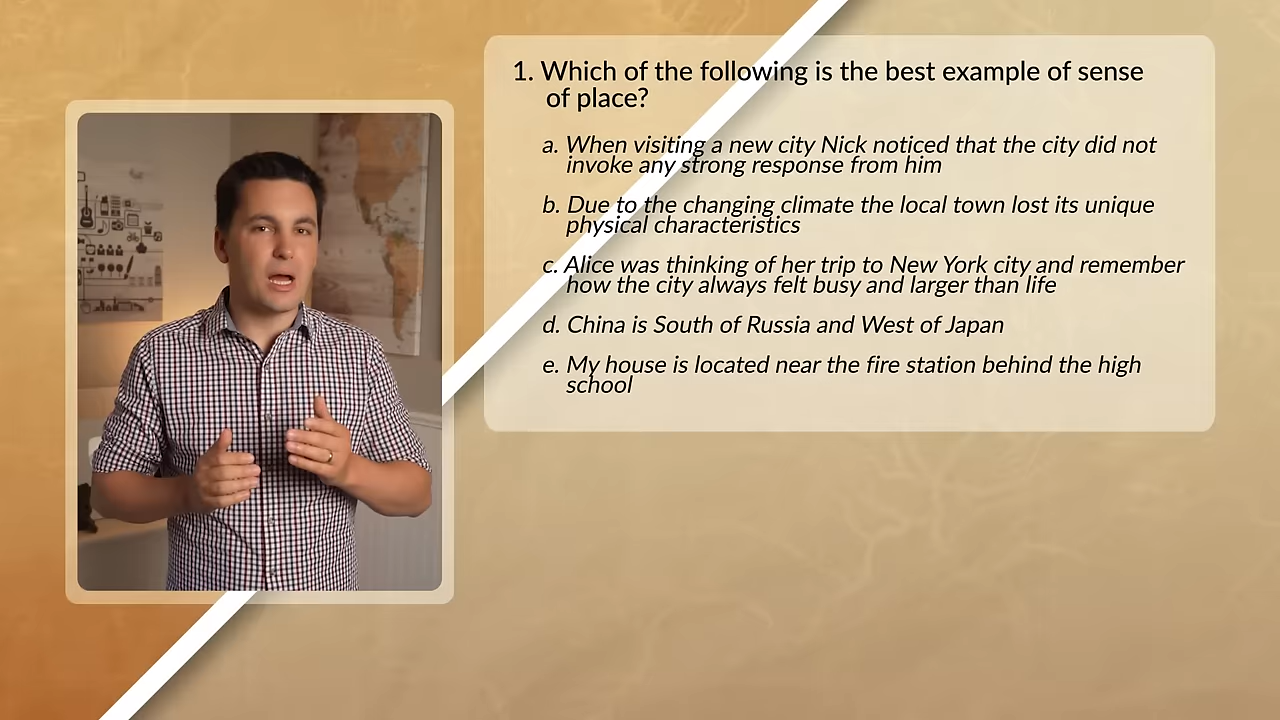 1. Which of the following is the best example of sense
of place?
a. When visiting a new city Nick noticed that the city did not
invoke any strong response from him
b. Due to the changing climate the local town lost its unique
physical characteristics
c. Alice was thinking of her trip to New York city and remember
how the city always felt busy and larger than life
d. China is South of Russia and West of Japan
e. My house is located near the fire station behind the high
school